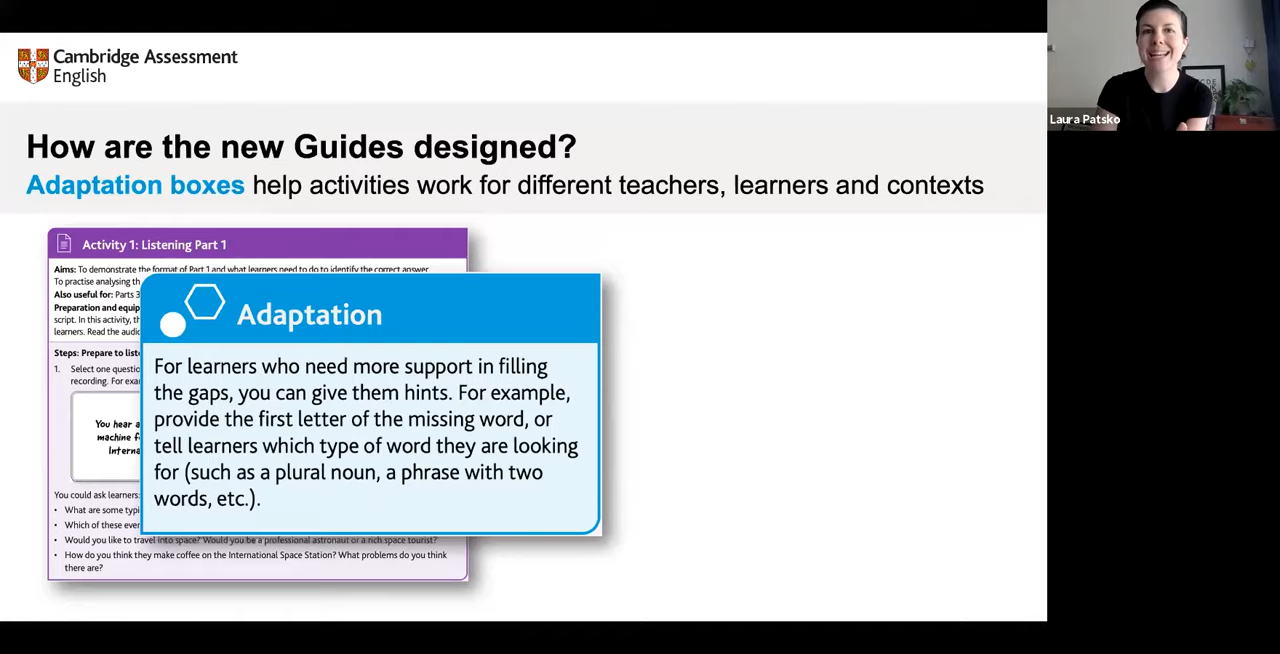 Cambridge Assessment
English
Laura Patsko
How are the new Guides designed?
Adaptation boxes help activities work for different teachers, learners and contexts
Activity 1: Listening Part 1
Aims: To demonstrate the format of Part 1 and what learners need to do to identify the correct answer.
To practise analysing th
Also useful for: Parts 3
Preparation and equip
script. In this activity, th
learners. Read the audio
Steps: Prepare to liste
1. Select one questio
recording. For exa
You hear a
machine f
Interna
You could ask learners:
• What are some typi
• Which of these ever
• Would you like to travel into space? Would you be a professional astronaut or a rich space tourist?
• How do you think they make coffee on the International Space Station? What problems do you think
there are?
Adaptation
For learners who need more support in filling
the gaps, you can give them hints. For example,
provide the first letter of the missing word, or
tell learners which type of word they are looking
for (such as a plural noun, a phrase with two
words, etc.).